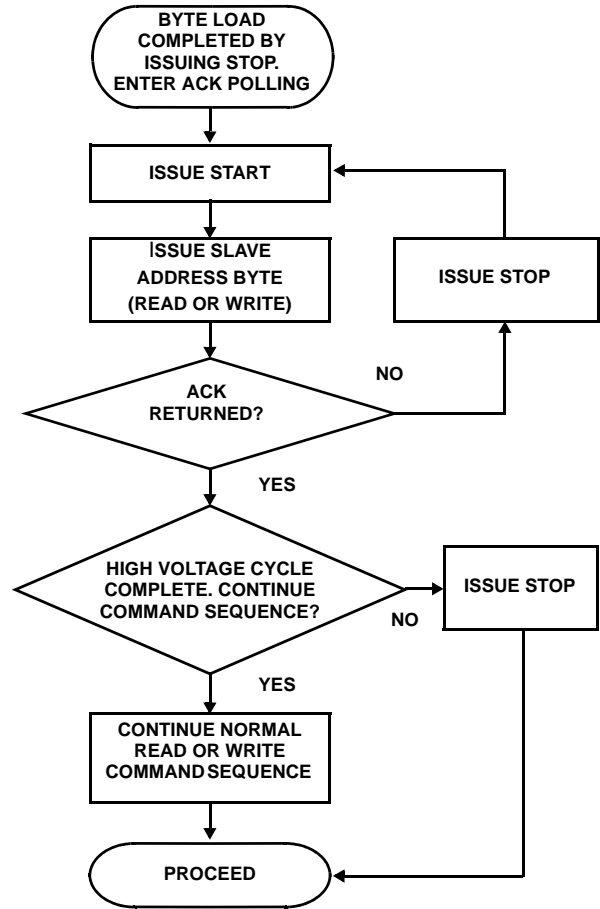 BYTE LOAD
COMPLETED BY
ISSUING STOP.
ENTER ACK POLLING
ISSUE START
ISSUE SLAVE
ADDRESS BYTE
(READ OR WRITE)
ISSUE STOP
ACK
RETURNED?
NO
YES
HIGH VOLTAGE CYCLE
COMPLETE. CONTINUE
COMMAND SEQUENCE?
ISSUE STOP
NO
YES
CONTINUE NORMAL
READ OR WRITE
COMMAND SEQUENCE
PROCEED